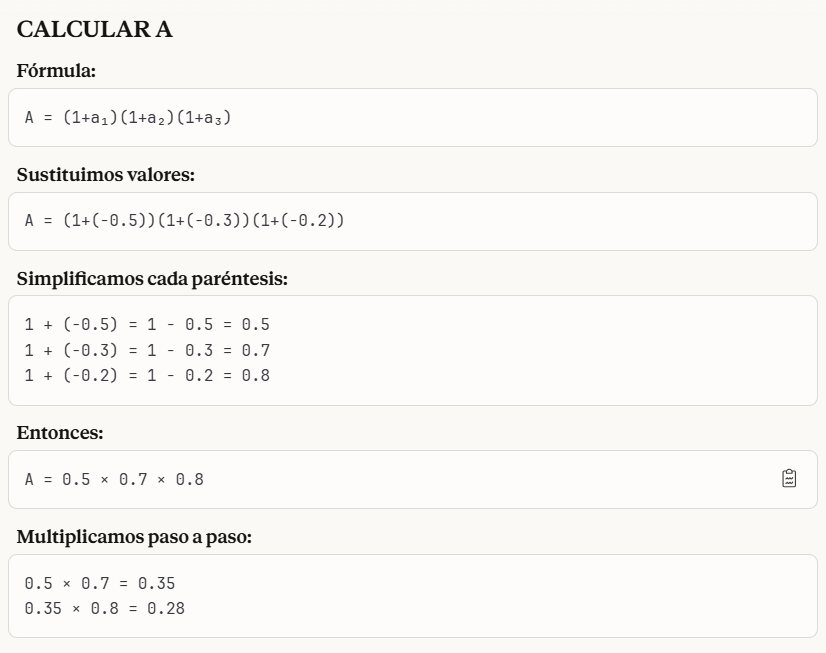 CALCULAR A
Fórmula:
A = (1+a₁)(1+a₂)(1+a₃)
Sustituimos valores:
A = (1+(-0.5))(1+(-0.3))(1+(-0.2))
Simplificamos cada paréntesis:
1 + (-0.5) = 1 - 0.5 = 0.5
1 + (-0.3) = 1 - 0.3 = 0.7
1 + (-0.2) = 1 - 0.2 = 0.8
Entonces:
A = 0.5 × 0.7 × 0.8
Multiplicamos paso a paso:
0.5 × 0.7 = 0.35
0.35 × 0.8 = 0.28